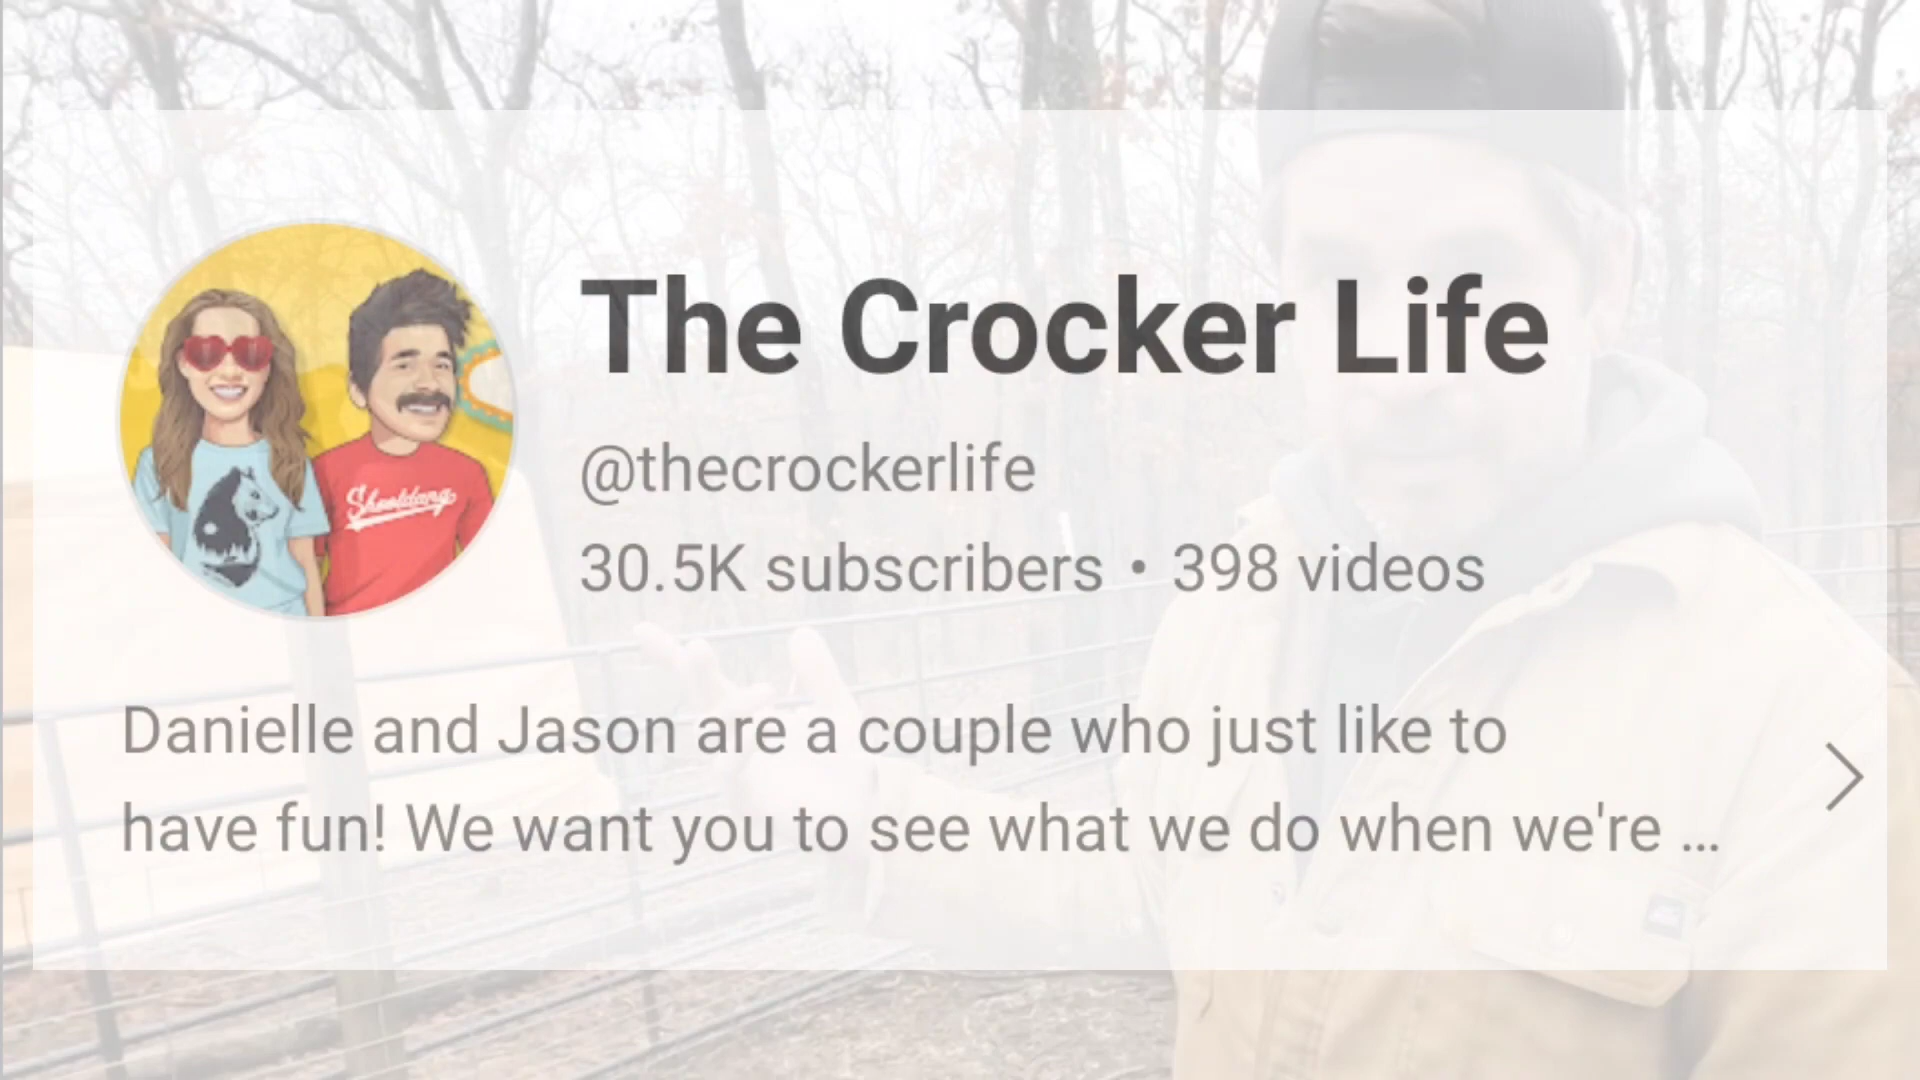 The Crocker Life
@thecrockerlife
30.5K subscribers • 398 videos
Danielle and Jason are a couple who just like to
have fun! We want you to see what we do when we're ...
Shooldang